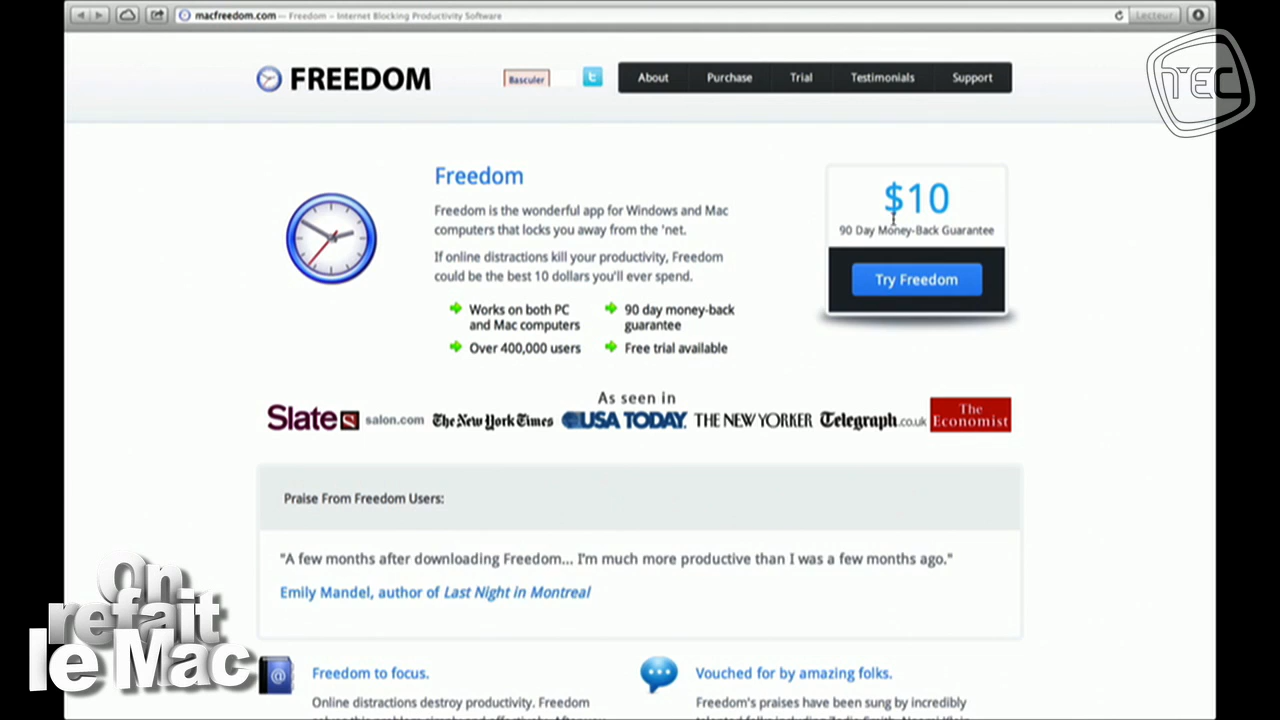 macfreedom.com — Freedom – Internet Blocking Productivity Software
Lecteur
TEC
FREEDOM
Basculer
t
About Purchase Trial Testimonials Support
Freedom
Freedom is the wonderful app for Windows and Mac
computers that locks you away from the 'net.
If online distractions kill your productivity, Freedom
could be the best 10 dollars you'll ever spend.
Works on both PC
and Mac computers
Over 400,000 users
90 day money-back
guarantee
Free trial available
$10
90 Day Money-Back Guarantee
Try Freedom
As seen in
Slate S salon.com The New York Times USA TODAY. THE NEW YORKER Telegraph.co.uk The Economist
Praise From Freedom Users:
"A few months after downloading Freedom... I'm much more productive than I was a few months ago."
Emily Mandel, author of Last Night in Montreal
On
refait
le Mac
@
Freedom to focus.
Online distractions destroy productivity. Freedom
Vouched for by amazing folks.
Freedom's praises have been sung by incredibly